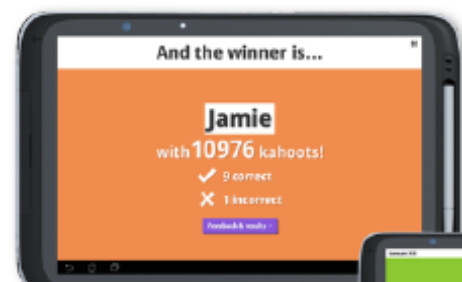 And the winner is...
Jamie
with 10976 kahoots!
9 correct
1 incorrect
Feedback & results